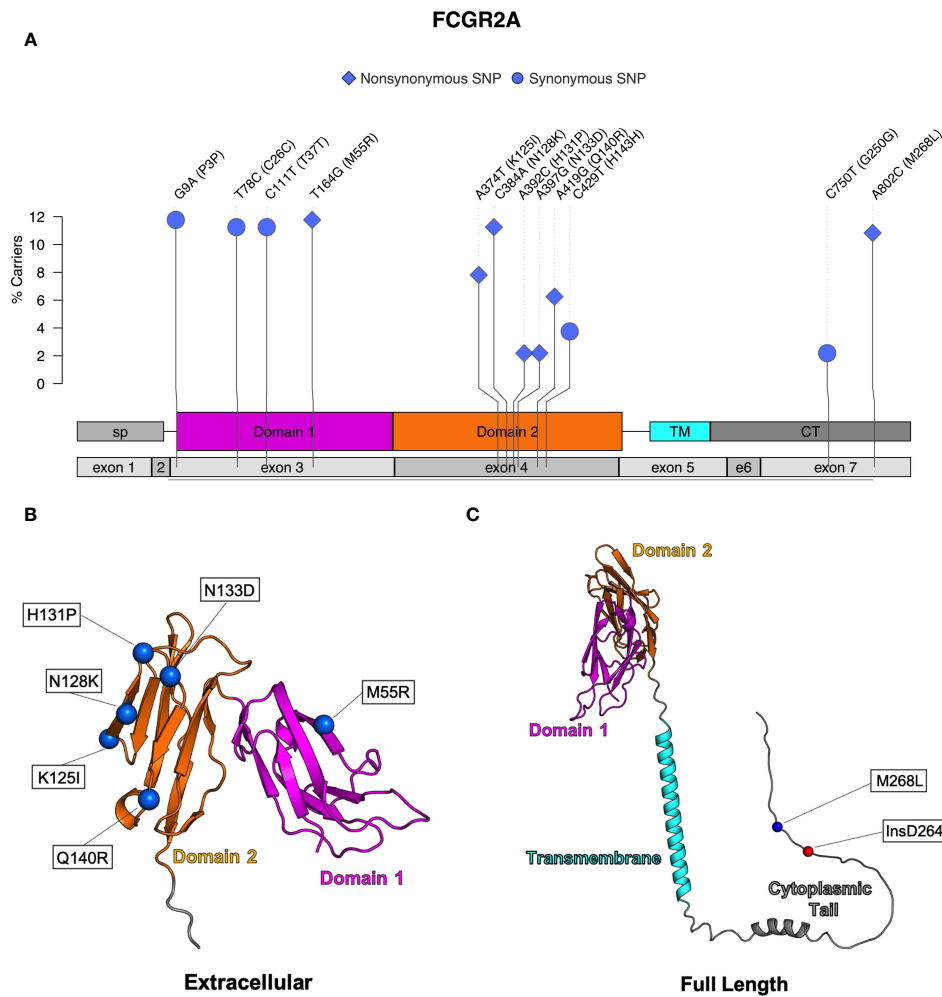 FCGR2A
A
Nonsynonymous SNP
Synonymous SNP
G9A (P3P)
T78C (C26C)
C111T (T37T)
T164G (M55R)
A374T (K125I)
C384A (N128K)
A392C (H131P)
A397G (N133D)
A419G (Q140R)
C429T (H143H)
C750T (G250G)
A802C (M268L)
% Carriers
12
10
8
6
4
2
0
sp
Domain 1
Domain 2
TM
CT
exon 1
2
exon 3
exon 4
exon 5
e6
exon 7
B
N133D
H131P
N128K
M55R
K125I
Q140R
Domain 2
Domain 1
Extracellular
C
Domain 2
Domain 1
M268L
InsD264
Transmembrane
Cytoplasmic
Tail
Full Length